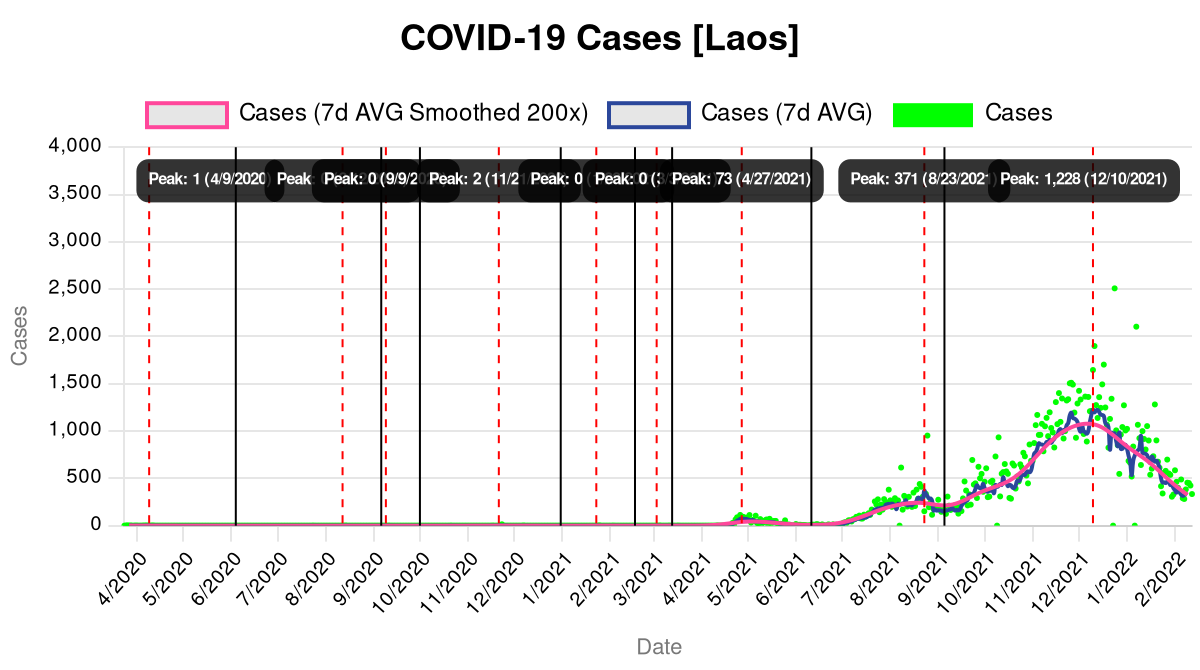 COVID-19 Cases [Laos]
Cases (7d AVG Smoothed 200x)
Cases (7d AVG)
Cases
4,000
3,500
3,000
2,500
2,000
1,500
1,000
500
0
Peak: 1 (4/9/2020)
Peak:
Peak: 0 (9/9/2
Peak: 2 (11/21
Peak: 0
Peak: 0 (3/
Peak: 73 (4/27/2021)
Peak: 371 (8/23/2021)
Peak: 1,228 (12/10/2021)
Cases
4/2020
5/2020
6/2020
7/2020
8/2020
9/2020
10/2020
11/2020
12/2020
1/2021
2/2021
3/2021
4/2021
5/2021
6/2021
7/2021
8/2021
9/2021
10/2021
11/2021
12/2021
1/2022
2/2022
Date